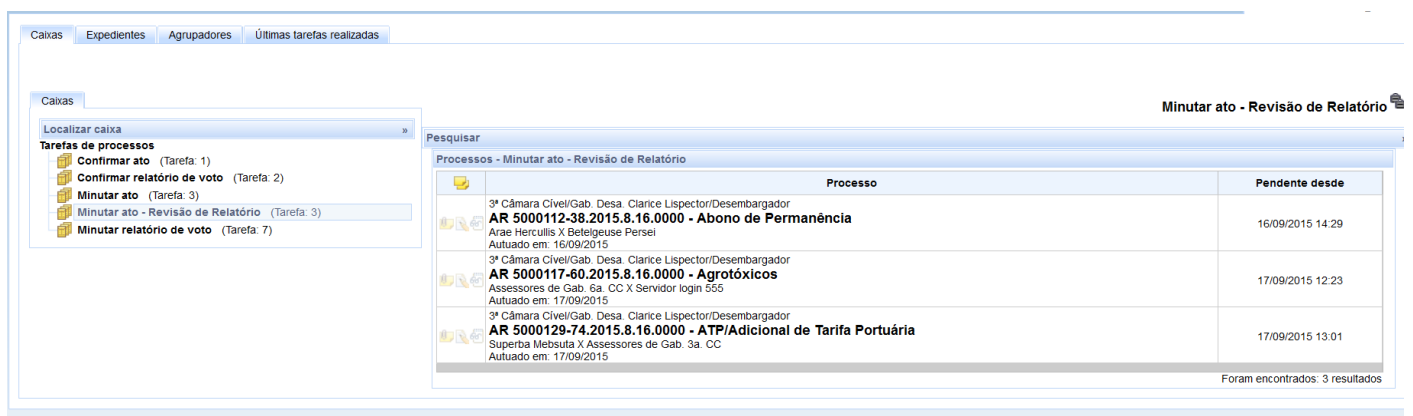 Caixas Expedientes Agrupadores Últimas tarefas realizadas
Caixas
Minutar ato - Revisão de Relatório
Localizar caixa »
Tarefas de processos
Confirmar ato (Tarefa: 1)
Confirmar relatório de voto (Tarefa: 2)
Minutar ato (Tarefa: 3)
Minutar ato - Revisão de Relatório (Tarefa: 3)
Minutar relatório de voto (Tarefa: 7)
Pesquisar
Processos - Minutar ato - Revisão de Relatório
Processo Pendente desde
3ª Câmara Cível/Gab. Desa. Clarice Lispector/Desembargador
AR 5000112-38.2015.8.16.0000 - Abono de Permanência
Arae Hercullis X Betelgeuse Persei
Autuado em: 16/09/2015
16/09/2015 14:29
3ª Câmara Cível/Gab. Desa. Clarice Lispector/Desembargador
AR 5000117-60.2015.8.16.0000 - Agrotóxicos
Assessores de Gab. 6a. CC X Servidor login 555
Autuado em: 17/09/2015
17/09/2015 12:23
3ª Câmara Cível/Gab. Desa. Clarice Lispector/Desembargador
AR 5000129-74.2015.8.16.0000 - ATP/Adicional de Tarifa Portuária
Superba Mebsuta X Assessores de Gab. 3a. CC
Autuado em: 17/09/2015
17/09/2015 13:01
Foram encontrados: 3 resultados